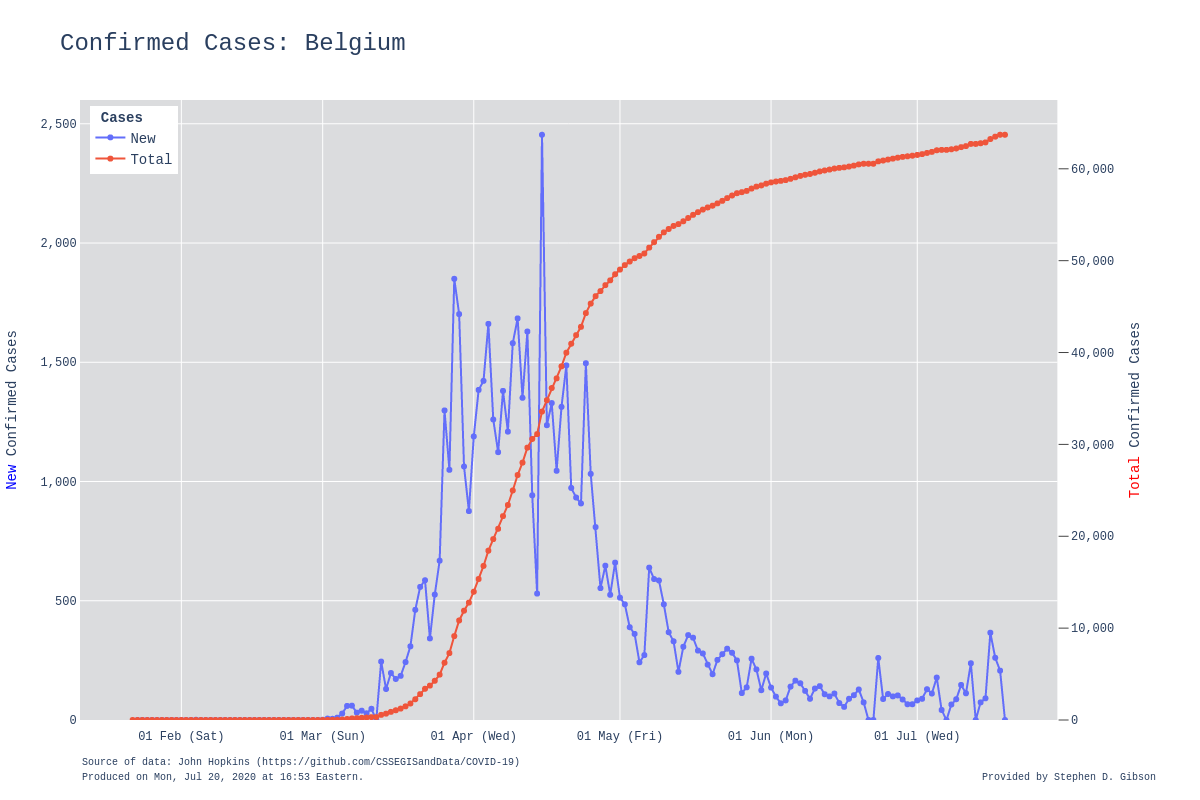 Confirmed Cases: Belgium
Cases
New
Total
2,500
2,000
1,500
1,000
500
0
New Confirmed Cases
60,000
50,000
40,000
30,000
20,000
10,000
0
Total Confirmed Cases
01 Feb (Sat) 01 Mar (Sun) 01 Apr (Wed) 01 May (Fri) 01 Jun (Mon) 01 Jul (Wed)
Source of data: John Hopkins (https://github.com/CSSEGISandData/COVID-19)
Produced on Mon, Jul 20, 2020 at 16:53 Eastern.
Provided by Stephen D. Gibson